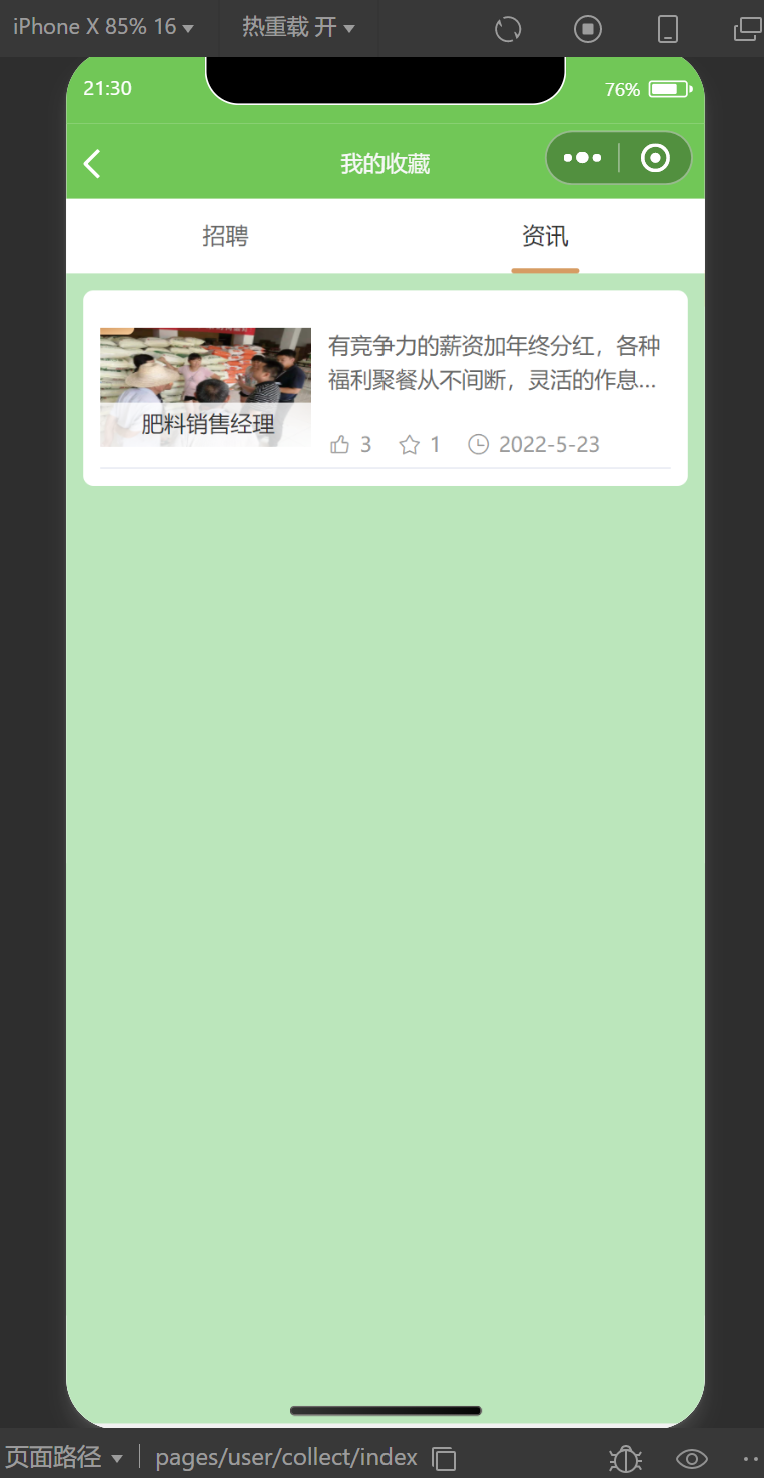 iPhone X 85% 16
热重载 开
21:30
76%
我的收藏
招聘
资讯
有竞争力的薪资加年终分红，各种
福利聚餐从不间断，灵活的作息...
肥料销售经理
3
1
2022-5-23
页面路径
pages/user/collect/index